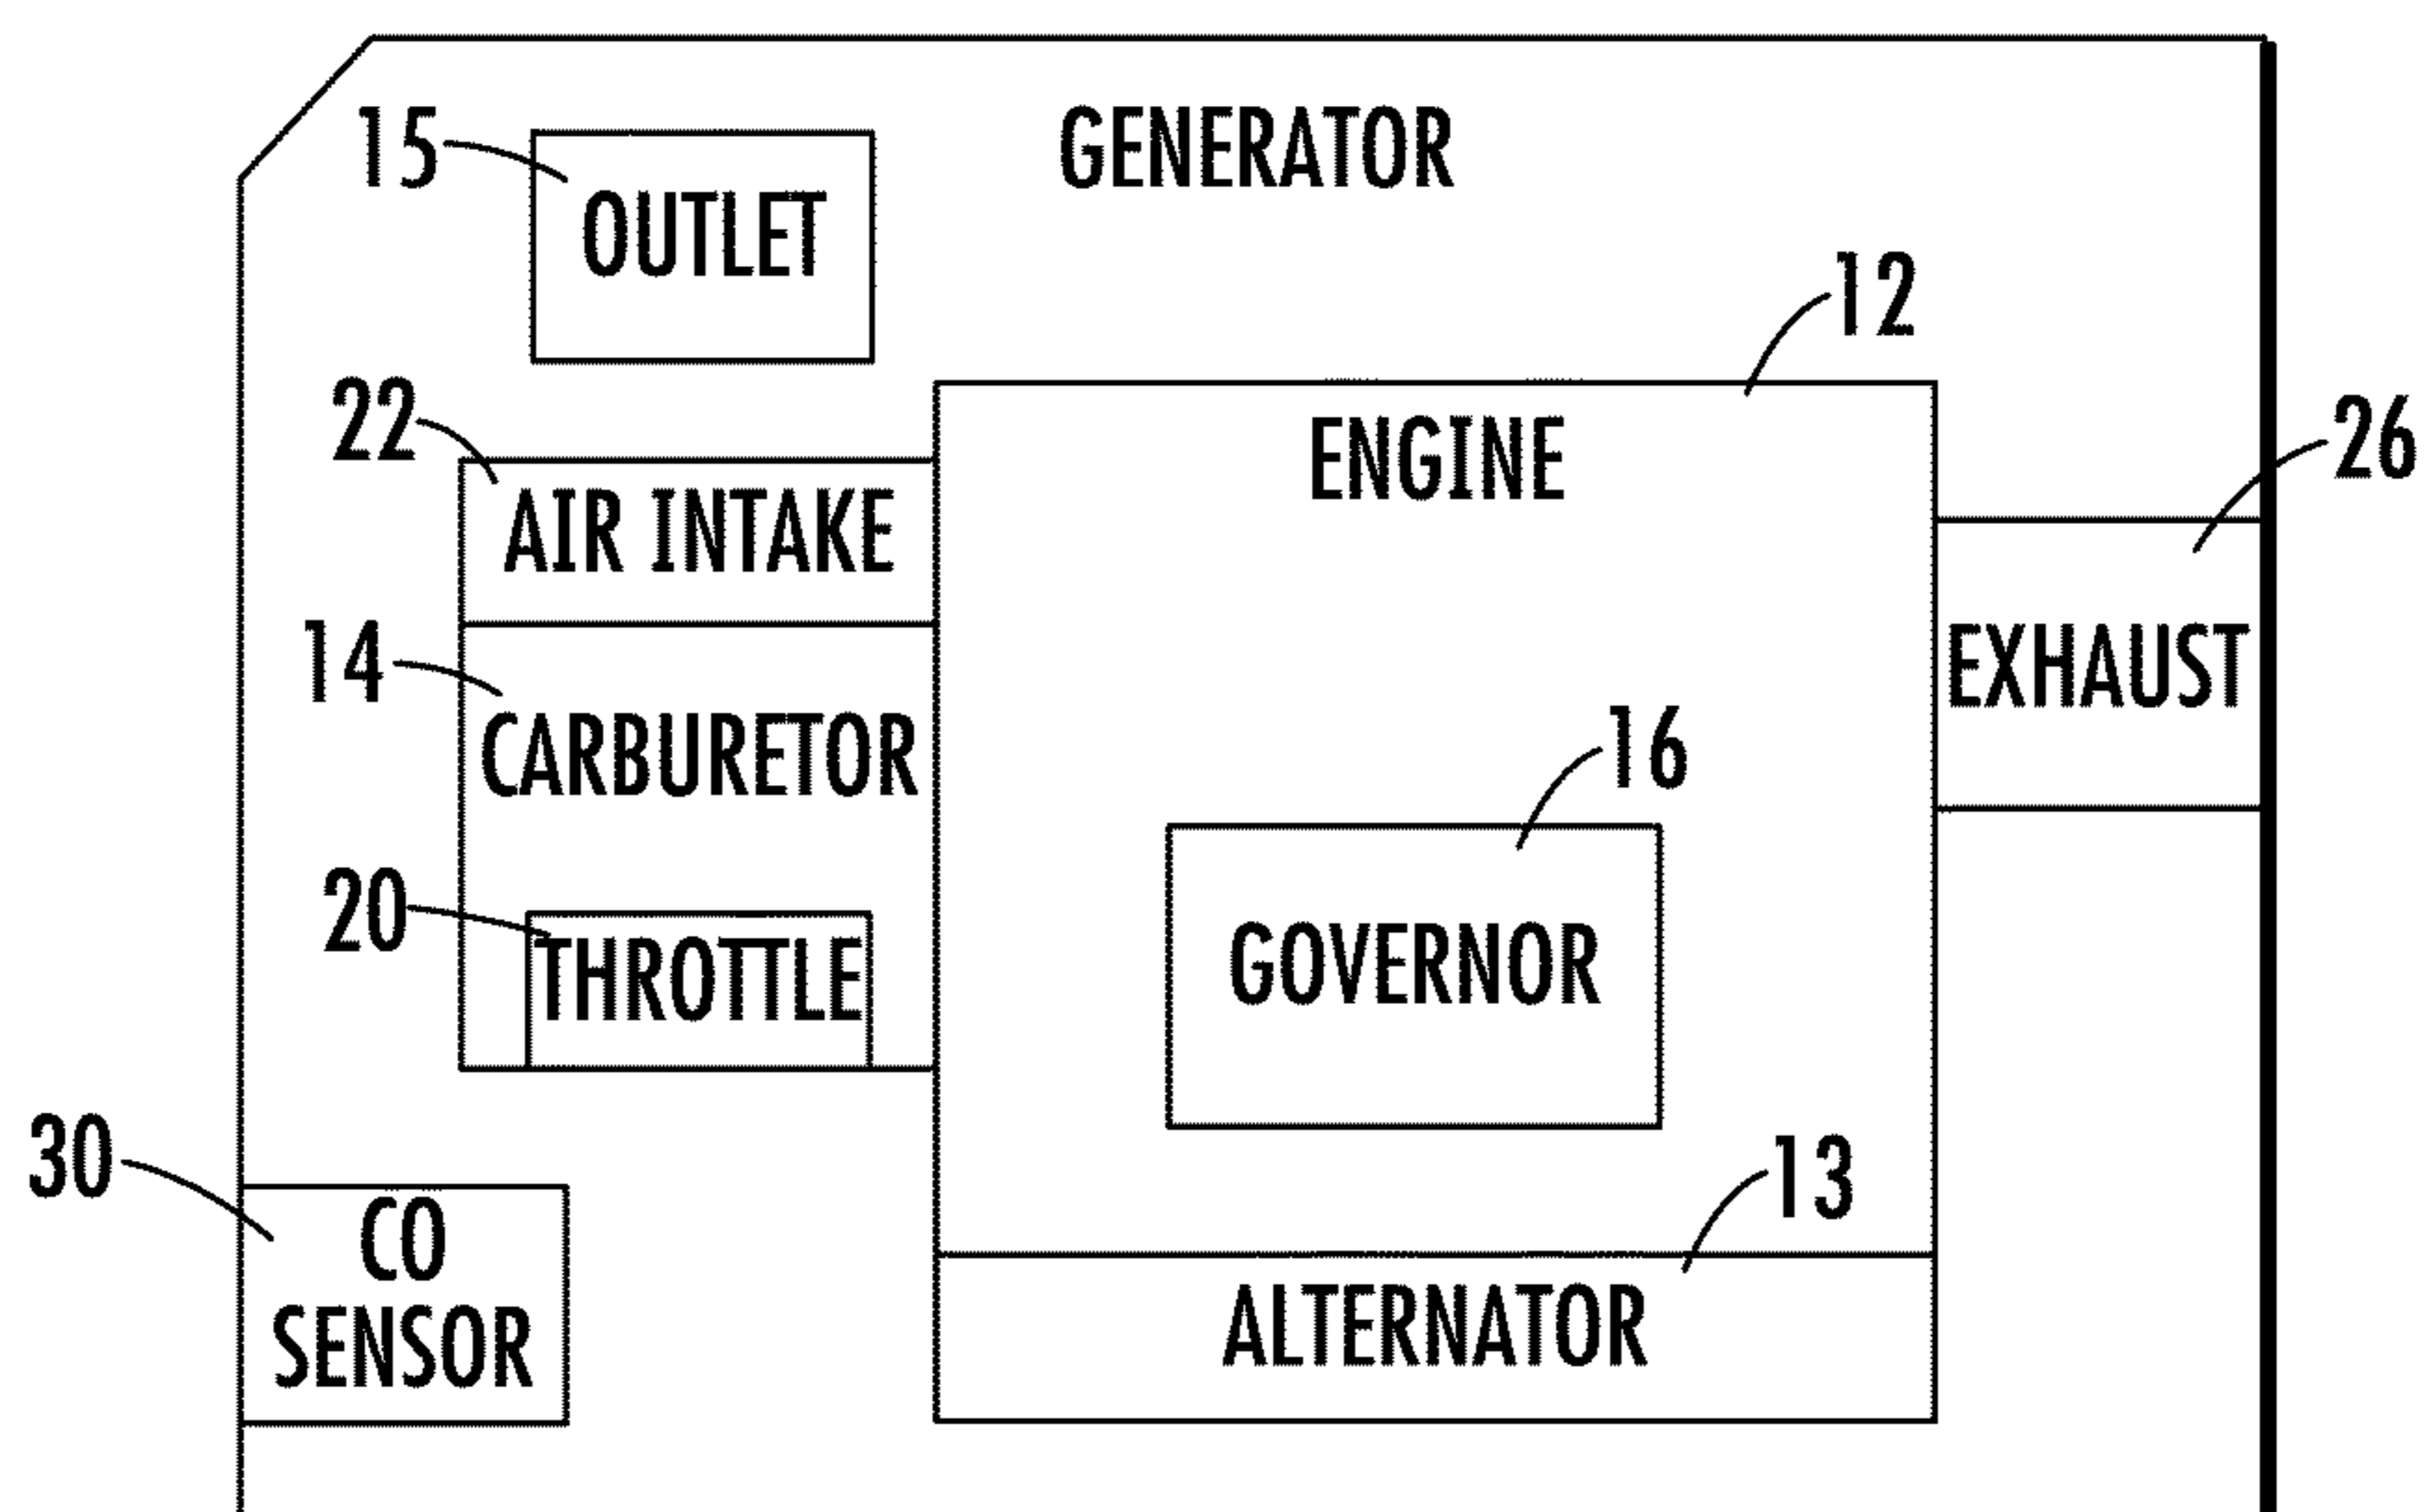 GENERATOR
15
OUTLET
12
ENGINE
22
AIR INTAKE
26
EXHAUST
14
CARBURETOR
16
GOVERNOR
20
THROTTLE
30
CO
SENSOR
13
ALTERNATOR